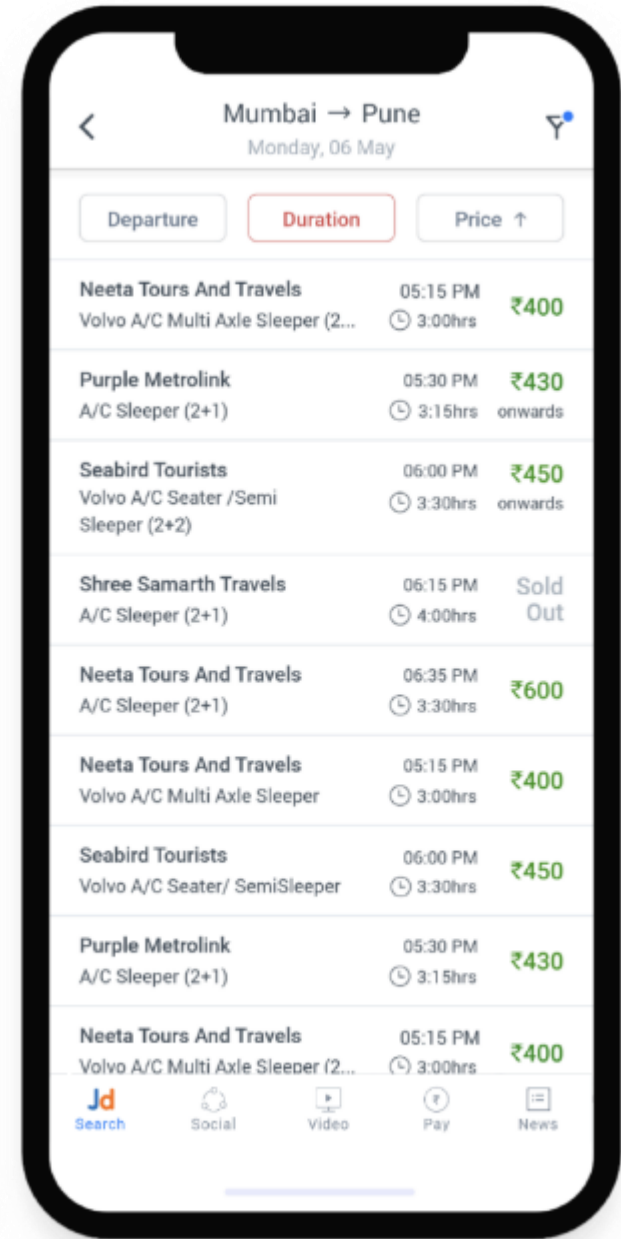 Mumbai → Pune
Monday, 06 May
Departure Duration Price ↑
Neeta Tours And Travels 05:15 PM ₹400
Volvo A/C Multi Axle Sleeper (2... 3:00hrs
Purple Metrolink 05:30 PM ₹430
A/C Sleeper (2+1) 3:15hrs onwards
Seabird Tourists 06:00 PM ₹450
Volvo A/C Seater /Semi 3:30hrs onwards
Sleeper (2+2)
Shree Samarth Travels 06:15 PM Sold
A/C Sleeper (2+1) 4:00hrs Out
Neeta Tours And Travels 06:35 PM ₹600
A/C Sleeper (2+1) 3:30hrs
Neeta Tours And Travels 05:15 PM ₹400
Volvo A/C Multi Axle Sleeper 3:00hrs
Seabird Tourists 06:00 PM ₹450
Volvo A/C Seater/ SemiSleeper 3:30hrs
Purple Metrolink 05:30 PM ₹430
A/C Sleeper (2+1) 3:15hrs
Neeta Tours And Travels 05:15 PM ₹400
Volvo A/C Multi Axle Sleeper (2... 3:00hrs
Jd ₹
Search Social Video Pay News